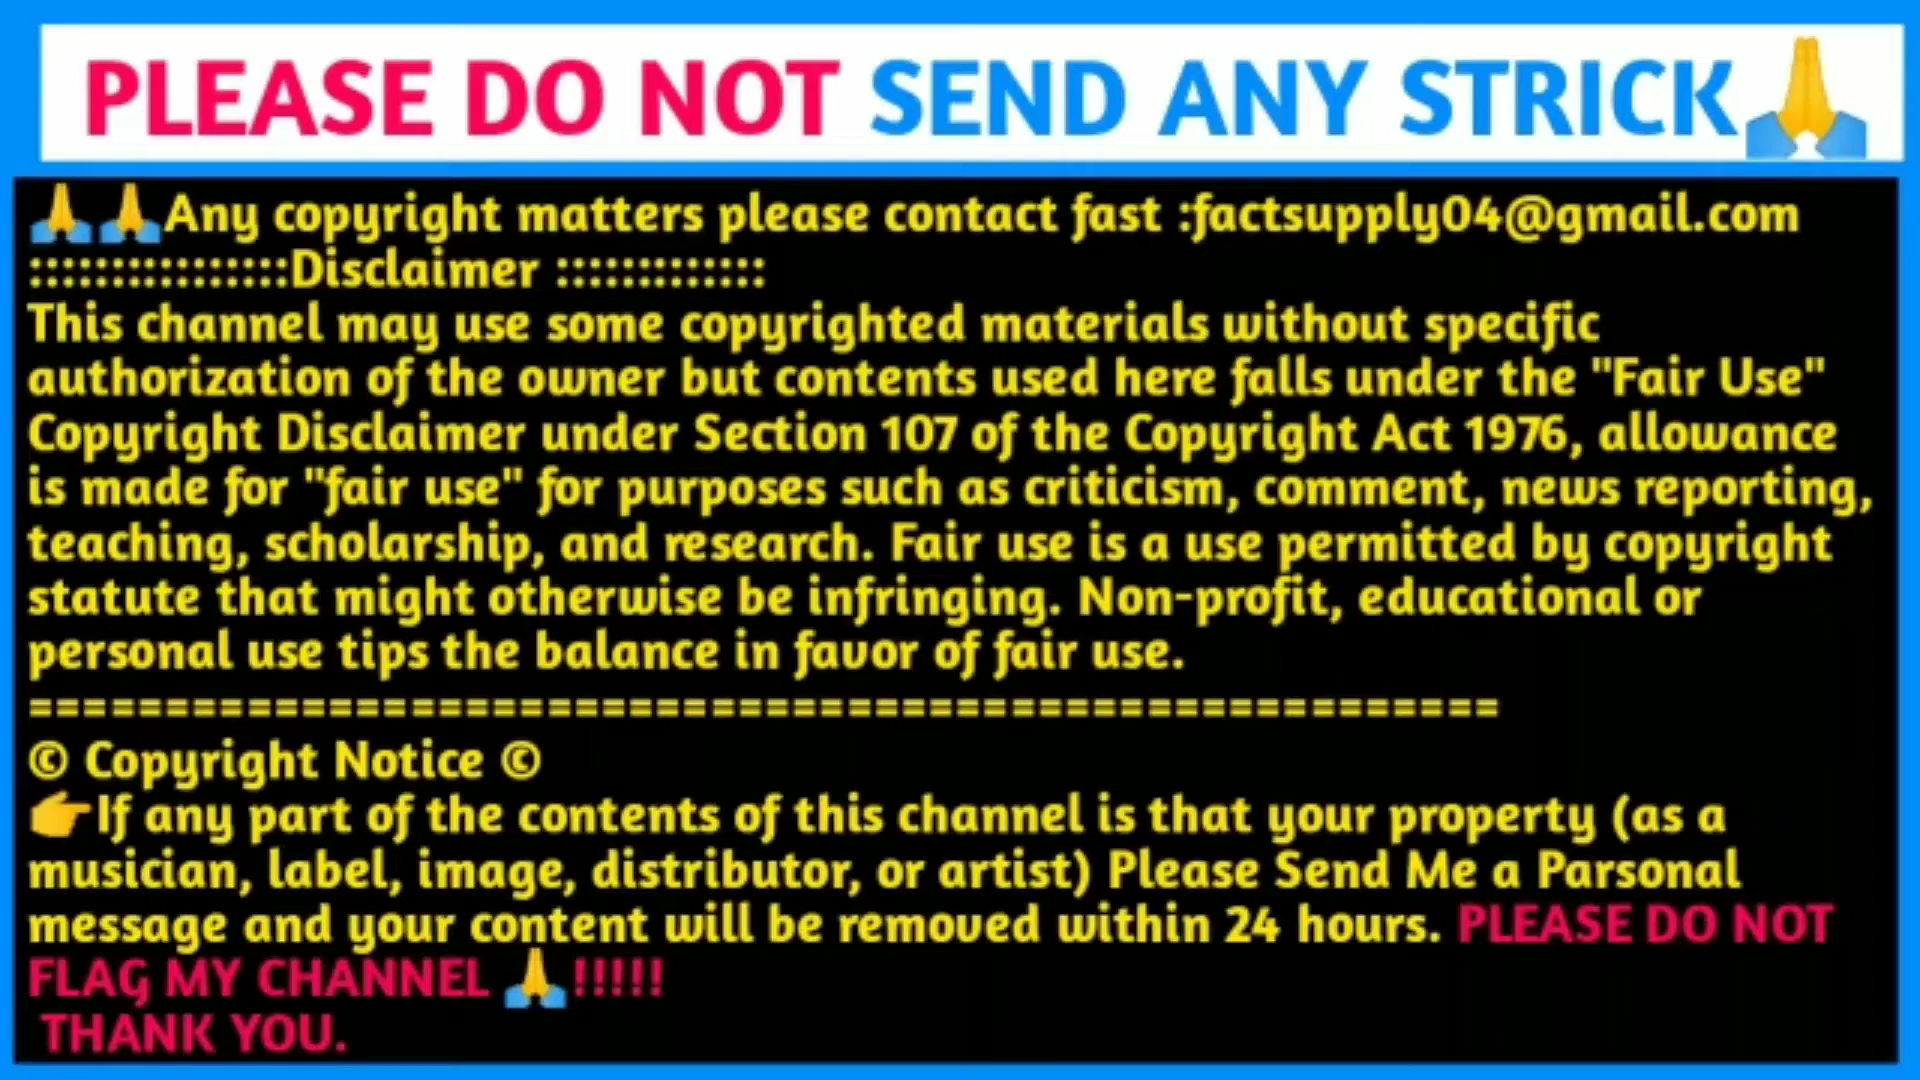 PLEASE DO NOT SEND ANY STRICK🙏
🙏🙏Any copyright matters please contact fast :factsupply04@gmail.com
::::::::::::::::Disclaimer :::::::::::::
This channel may use some copyrighted materials without specific
authorization of the owner but contents used here falls under the "Fair Use"
Copyright Disclaimer under Section 107 of the Copyright Act 1976, allowance
is made for "fair use" for purposes such as criticism, comment, news reporting,
teaching, scholarship, and research. Fair use is a use permitted by copyright
statute that might otherwise be infringing. Non-profit, educational or
personal use tips the balance in favor of fair use.
======================================================
© Copyright Notice ©
👉If any part of the contents of this channel is that your property (as a
musician, label, image, distributor, or artist) Please Send Me a Parsonal
message and your content will be removed within 24 hours. PLEASE DO NOT
FLAG MY CHANNEL 🙏!!!!!
THANK YOU.